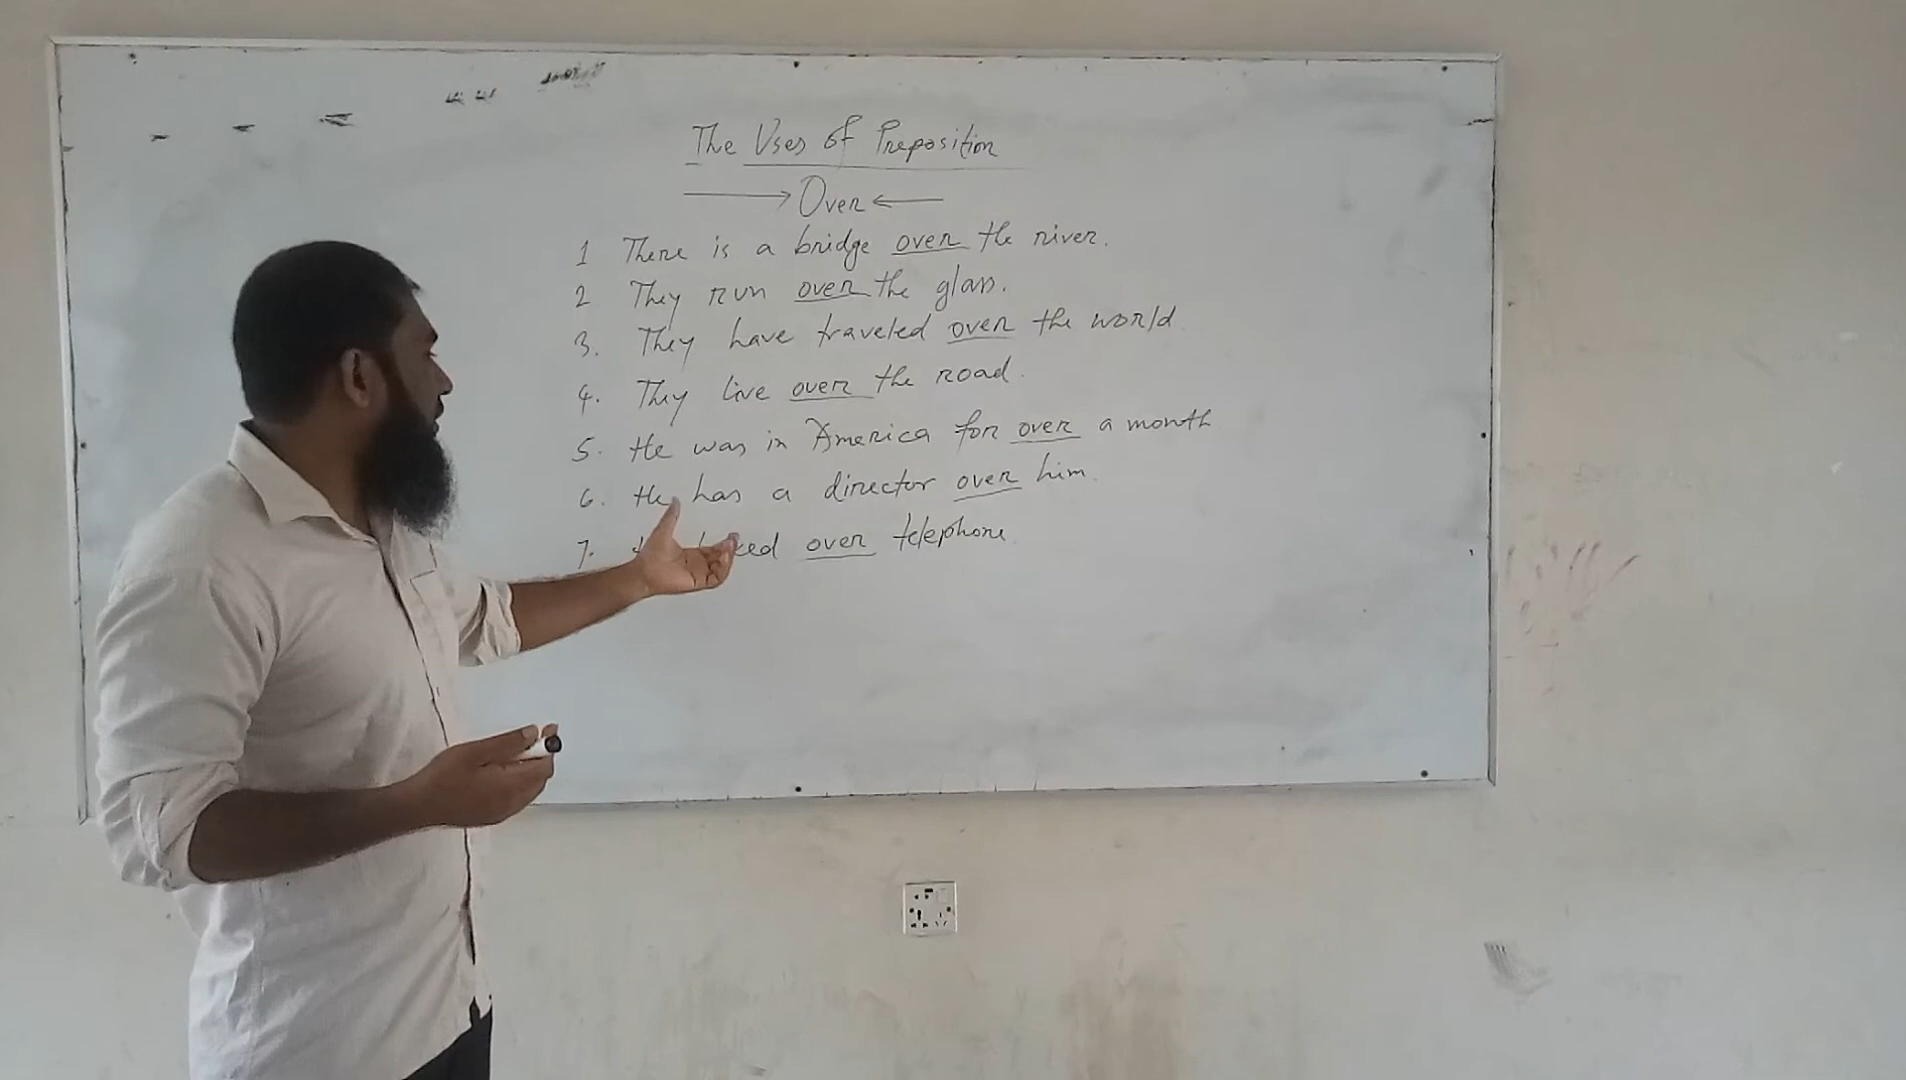 The Uses of Preposition
Over
1 There is a bridge over the river.
2 They run over the glass.
3. They have traveled over the world
4. They live over the road.
5. He was in America for over a month
6. He has a director over him.
7. over telephone